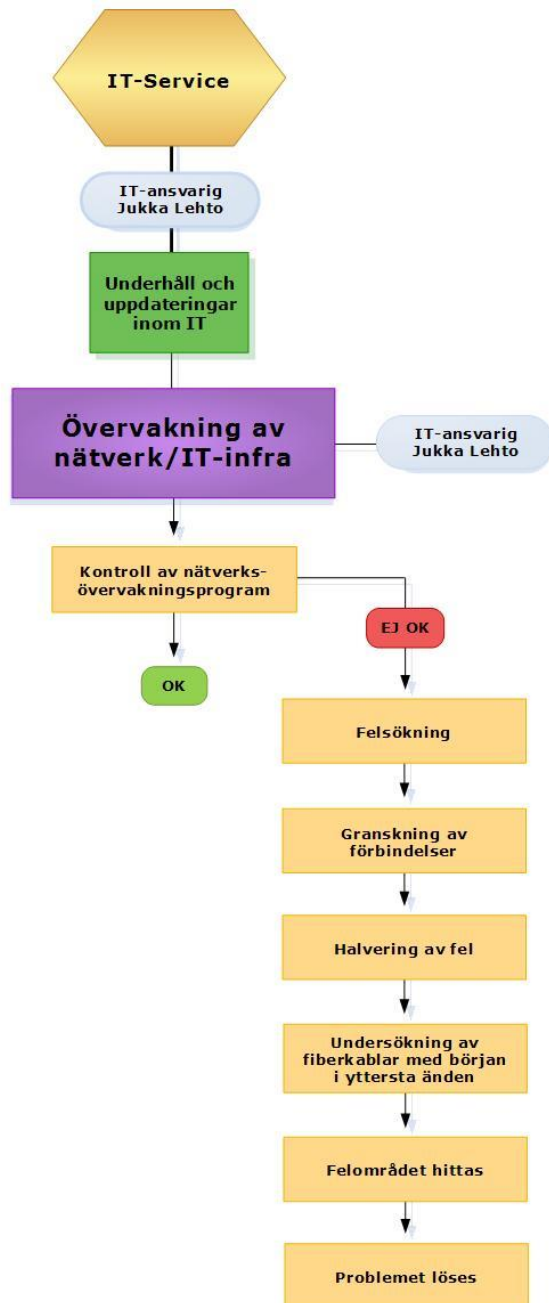 IT-Service
IT-ansvarig
Jukka Lehto
Underhåll och
uppdateringar
inom IT
Övervakning av
nätverk/IT-infra
IT-ansvarig
Jukka Lehto
Kontroll av nätverks-
övervakningsprogram
EJ OK
OK
Felsökning
Granskning av
förbindelser
Halvering av fel
Undersökning av
fiberkablar med början
i yttersta änden
Felområdet hittas
Problemet löses